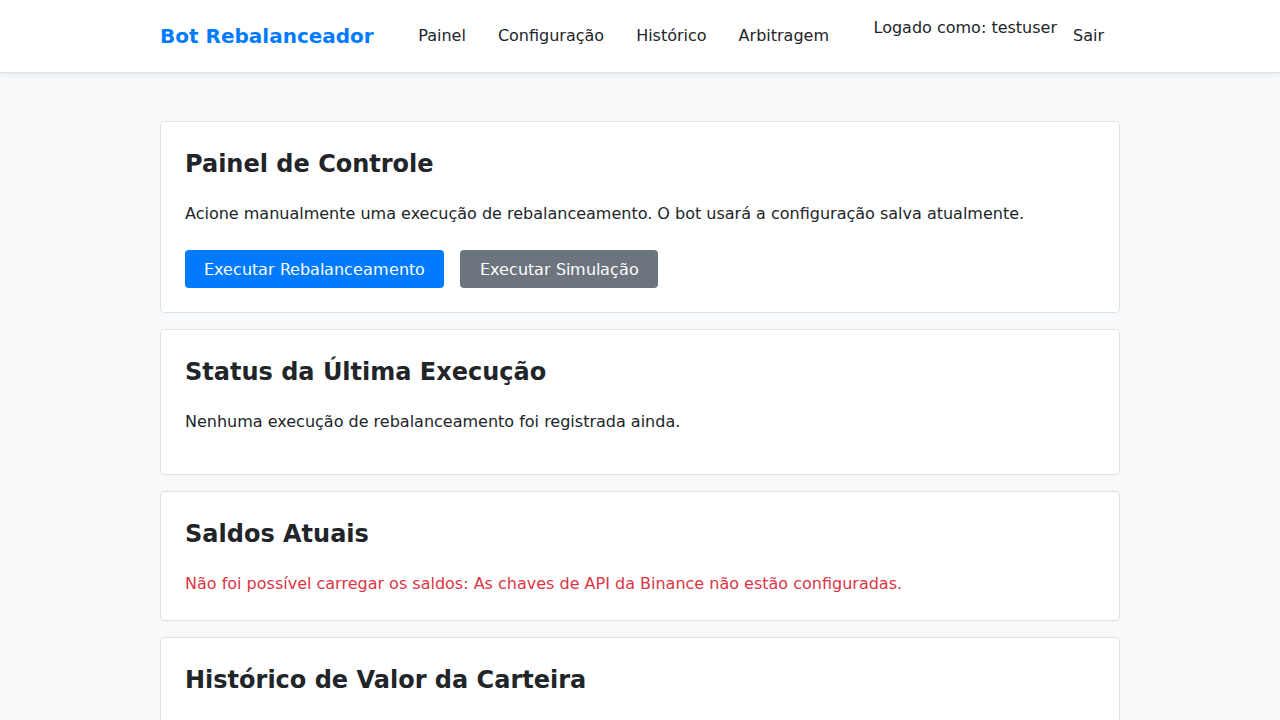 Bot Rebalanceador
Painel
Configuração
Histórico
Arbitragem
Logado como: testuser
Sair
Painel de Controle
Acione manualmente uma execução de rebalanceamento. O bot usará a configuração salva atualmente.
Executar Rebalanceamento
Executar Simulação
Status da Última Execução
Nenhuma execução de rebalanceamento foi registrada ainda.
Saldos Atuais
Não foi possível carregar os saldos: As chaves de API da Binance não estão configuradas.
Histórico de Valor da Carteira